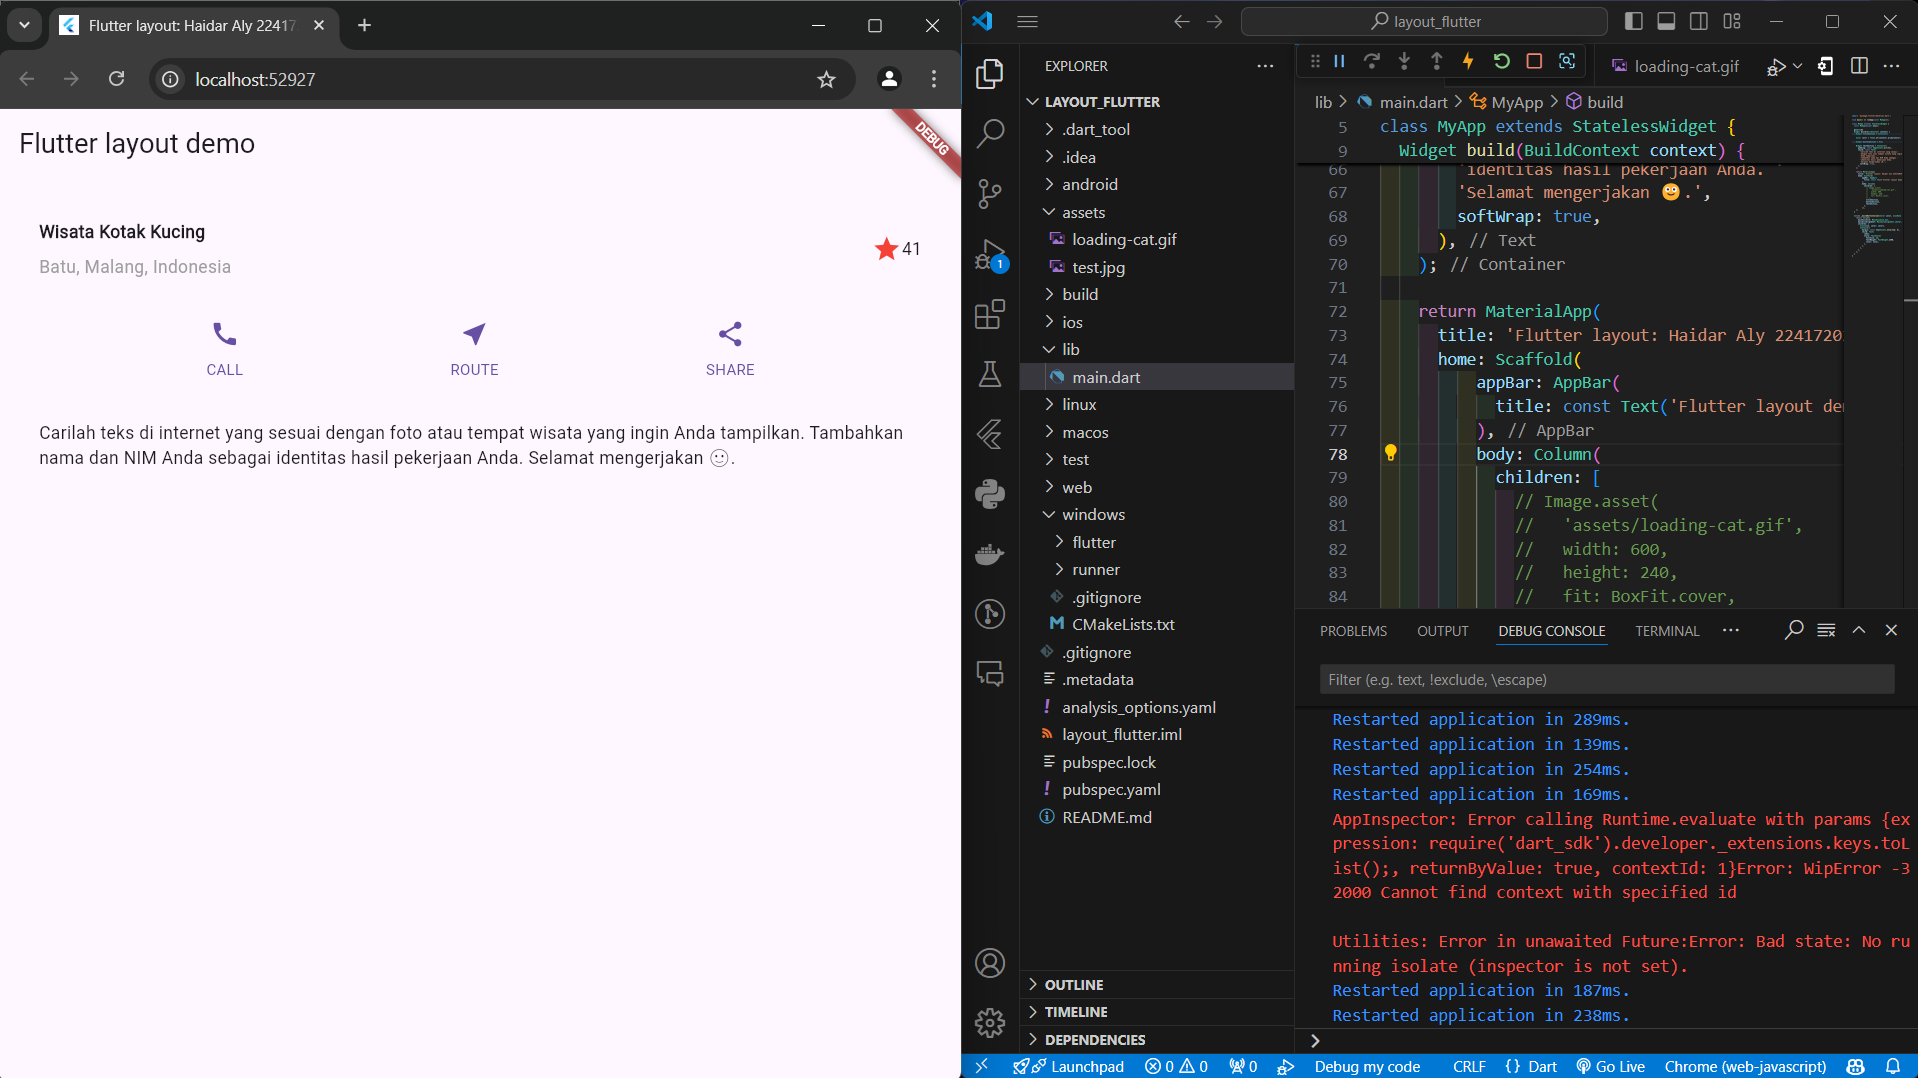 Flutter layout: Haidar Aly 22417
localhost:52927
Flutter layout demo
DEBUG
Wisata Kotak Kucing
Batu, Malang, Indonesia
41
CALL
ROUTE
SHARE
Carilah teks di internet yang sesuai dengan foto atau tempat wisata yang ingin Anda tampilkan. Tambahkan
nama dan NIM Anda sebagai identitas hasil pekerjaan Anda. Selamat mengerjakan 🙂.
layout_flutter
EXPLORER
LAYOUT_FLUTTER
.dart_tool
.idea
android
assets
loading-cat.gif
test.jpg
build
ios
lib
main.dart
linux
macos
test
web
windows
flutter
runner
.gitignore
CMakeLists.txt
.gitignore
.metadata
analysis_options.yaml
layout_flutter.iml
pubspec.lock
pubspec.yaml
README.md
OUTLINE
TIMELINE
DEPENDENCIES
1
loading-cat.gif
lib > main.dart > MyApp > build
5 class MyApp extends StatelessWidget {
9 Widget build(BuildContext context) {
66 'identitas hasil pekerjaan Anda. '
67 'Selamat mengerjakan 🙂.',
68 softWrap: true,
69 ), // Text
70 ); // Container
71
72 return MaterialApp(
73 title: 'Flutter layout: Haidar Aly 224172
74 home: Scaffold(
75 appBar: AppBar(
76 title: const Text('Flutter layout de
77 ), // AppBar
78 body: Column(
79 children: [
80 // Image.asset(
81 // 'assets/loading-cat.gif',
82 // width: 600,
83 // height: 240,
84 // fit: BoxFit.cover,
PROBLEMS
OUTPUT
DEBUG CONSOLE
TERMINAL
Filter (e.g. text, !exclude, \escape)
Restarted application in 289ms.
Restarted application in 139ms.
Restarted application in 254ms.
Restarted application in 169ms.
AppInspector: Error calling Runtime.evaluate with params {ex
pression: require('dart_sdk').developer._extensions.keys.toL
ist();, returnByValue: true, contextId: 1}Error: WipError -3
2000 Cannot find context with specified id
Utilities: Error in unawaited Future:Error: Bad state: No ru
nning isolate (inspector is not set).
Restarted application in 187ms.
Restarted application in 238ms.
Launchpad 0 0 0 Debug my code CRLF {} Dart Go Live Chrome (web-javascript)